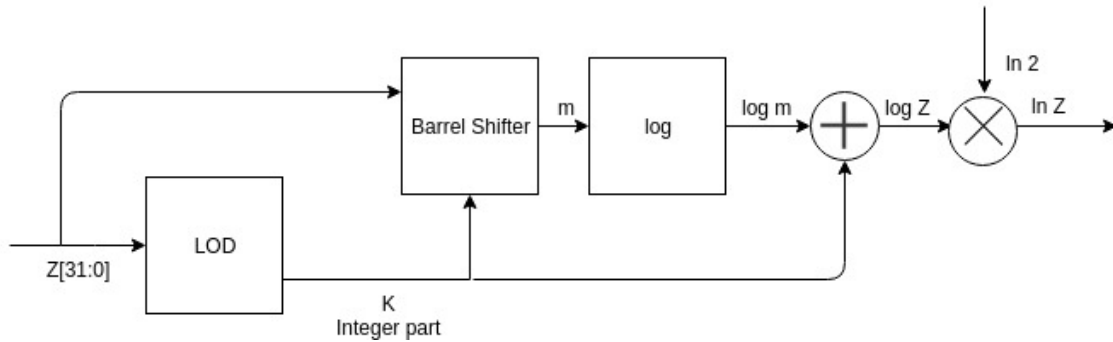 ln 2
Barrel Shifter
m
log
log m
log Z
ln Z
LOD
Z[31:0]
K
Integer part